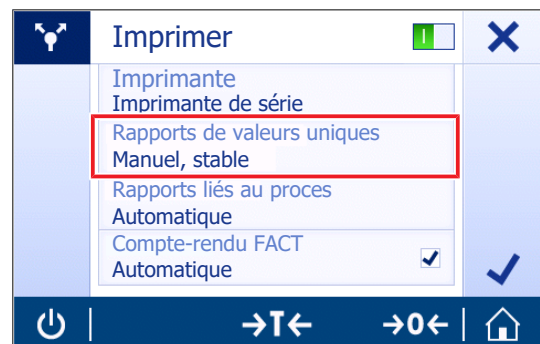 Imprimer
Imprimante
Imprimante de série
Rapports de valeurs uniques
Manuel, stable
Rapports liés au proces
Automatique
Compte-rendu FACT
Automatique
→T← →0←